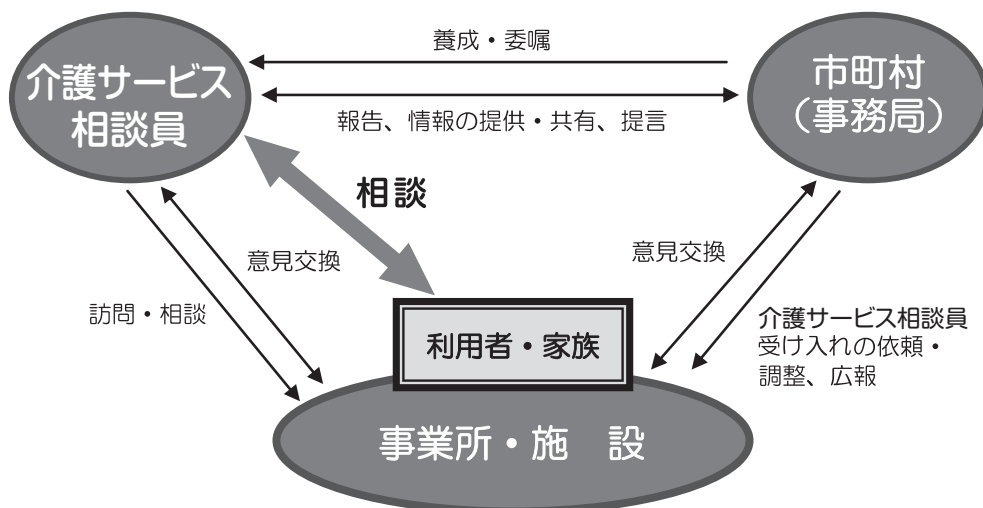 養成・委嘱
介護サービス
相談員
市町村
（事務局）
報告、情報の提供・共有、提言
相談
意見交換
意見交換
訪問・相談
介護サービス相談員
受け入れの依頼・
調整、広報
利用者・家族
事業所・施　設